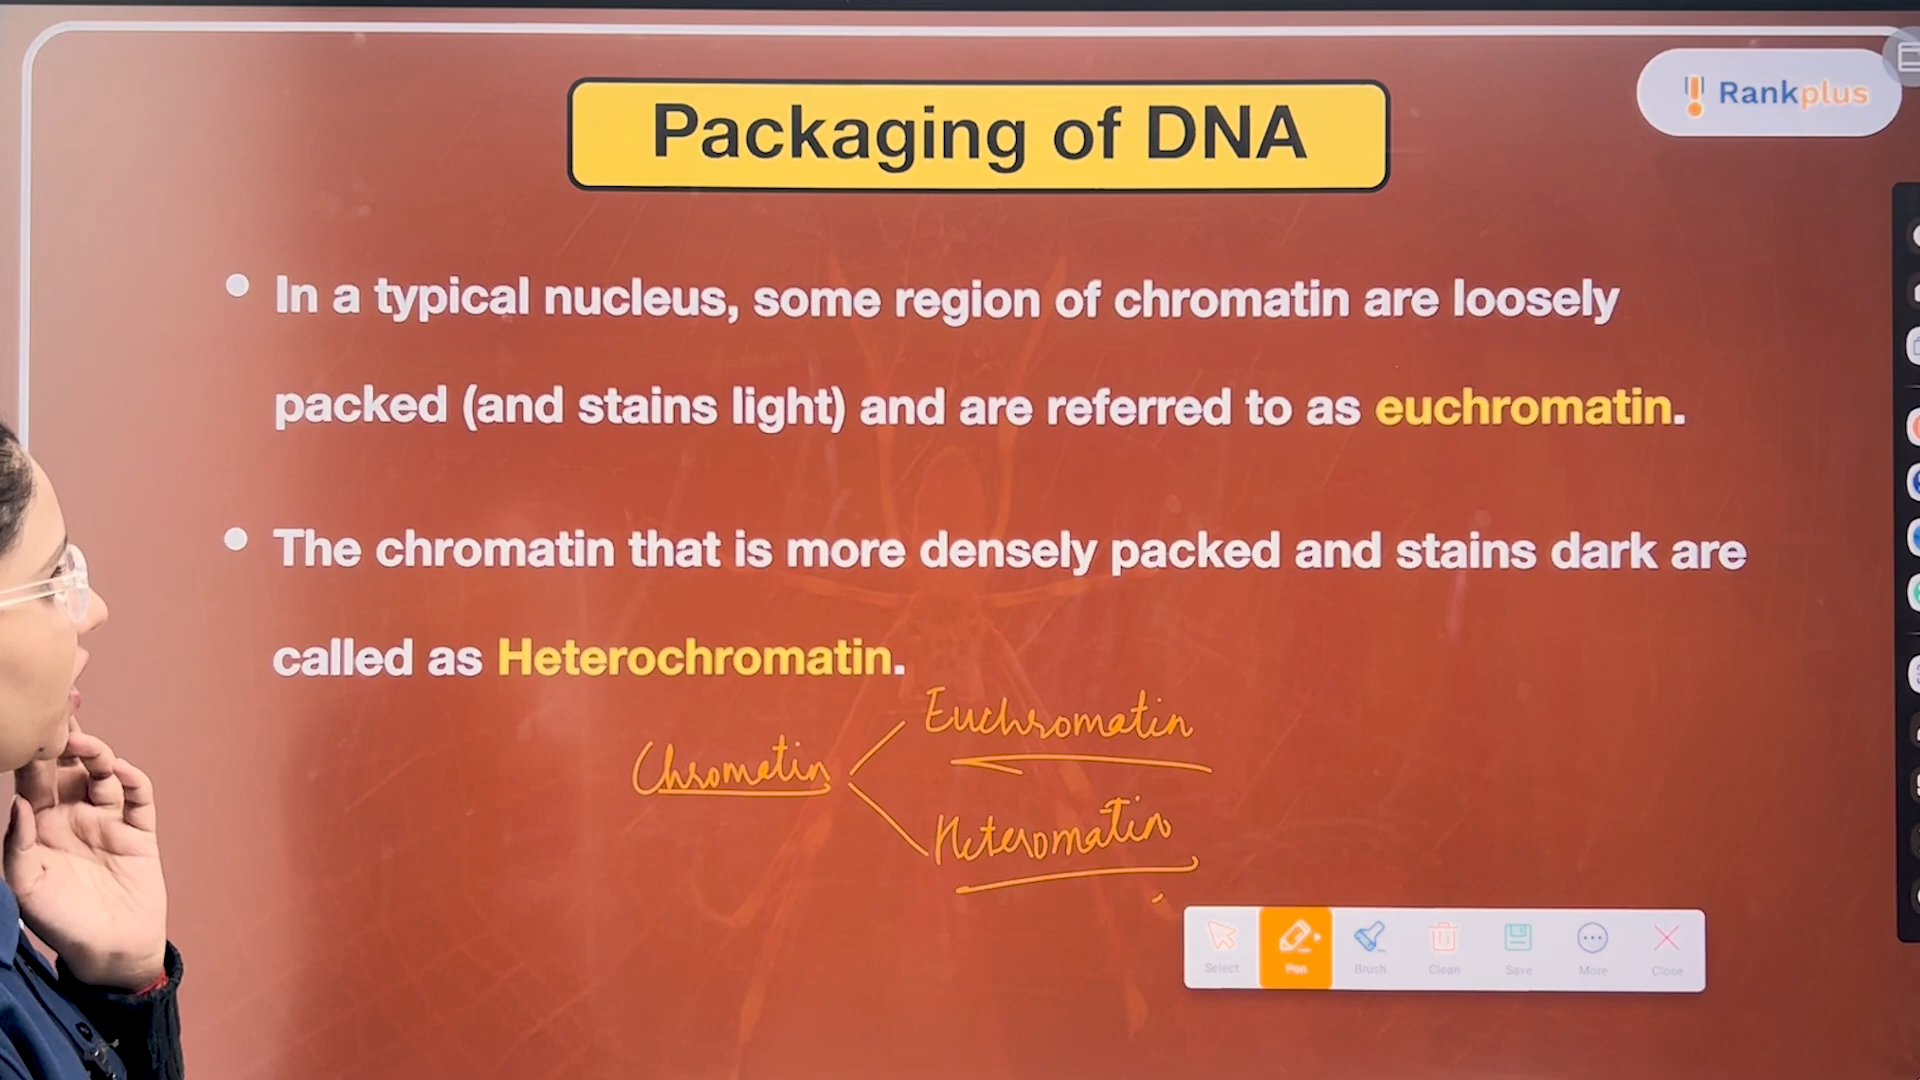 Packaging of DNA
Rankplus
In a typical nucleus, some region of chromatin are loosely
packed (and stains light) and are referred to as euchromatin.
The chromatin that is more densely packed and stains dark are
called as Heterochromatin.
Euchromatin
Chromatin
Heteromatin
Select Pen Brush Clean Save More Close